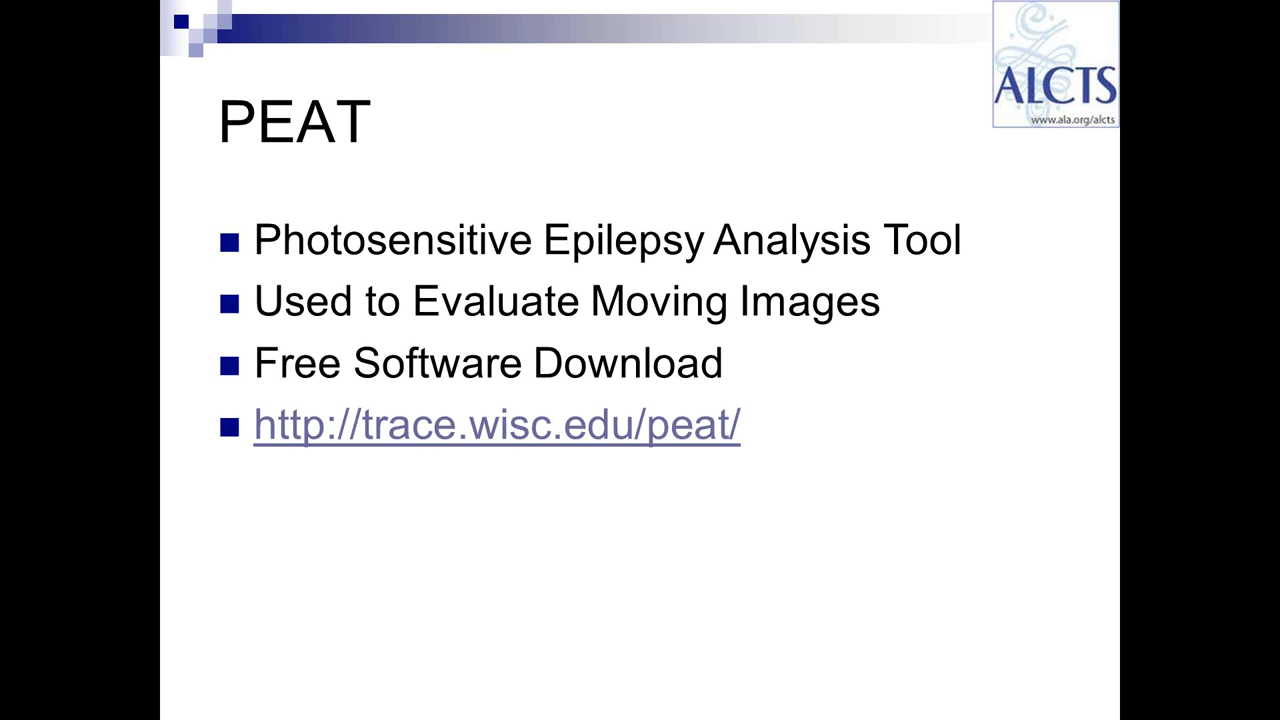 ALCTS
www.ala.org/alcts
PEAT
Photosensitive Epilepsy Analysis Tool
Used to Evaluate Moving Images
Free Software Download
http://trace.wisc.edu/peat/